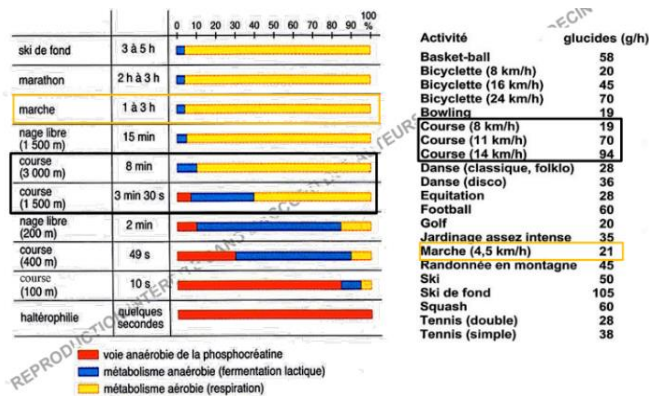 0 10 20 30 40 50 60 70 80 90 100 %
ski de fond 3 à 5 h
marathon 2 h à 3 h
marche 1 à 3 h
nage libre (1 500 m) 15 min
course (3 000 m) 8 min
course (1 500 m) 3 min 30 s
nage libre (200 m) 2 min
course (400 m) 49 s
course (100 m) 10 s
haltérophilie quelques secondes
voie anaérobie de la phosphocréatine
métabolisme anaérobie (fermentation lactique)
métabolisme aérobie (respiration)
Activité glucides (g/h)
Basket-ball 58
Bicyclette (8 km/h) 20
Bicyclette (16 km/h) 45
Bicyclette (24 km/h) 70
Bowling 19
Course (8 km/h) 19
Course (11 km/h) 70
Course (14 km/h) 94
Danse (classique, folklo) 28
Danse (disco) 36
Equitation 28
Football 60
Golf 20
Jardinage assez intense 35
Marche (4,5 km/h) 21
Randonnée en montagne 45
Ski 50
Ski de fond 105
Squash 60
Tennis (double) 28
Tennis (simple) 38
REPRODUCTION